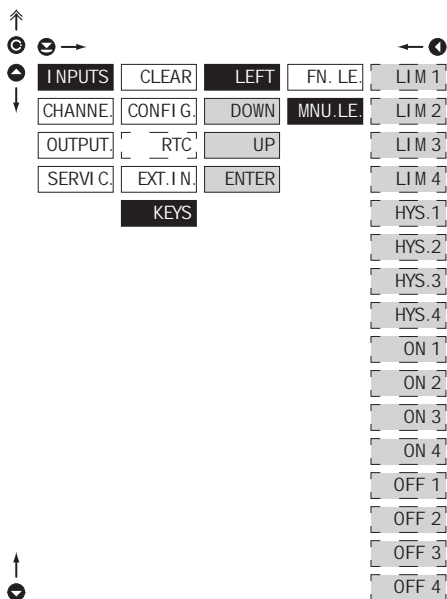 INPUTS CLEAR LEFT FN. LE. LIM 1
CHANNE. CONFIG. DOWN MNU.LE. LIM 2
OUTPUT. RTC UP LIM 3
SERVIC. EXT.IN. ENTER LIM 4
KEYS HYS.1
HYS.2
HYS.3
HYS.4
ON 1
ON 2
ON 3
ON 4
OFF 1
OFF 2
OFF 3
OFF 4